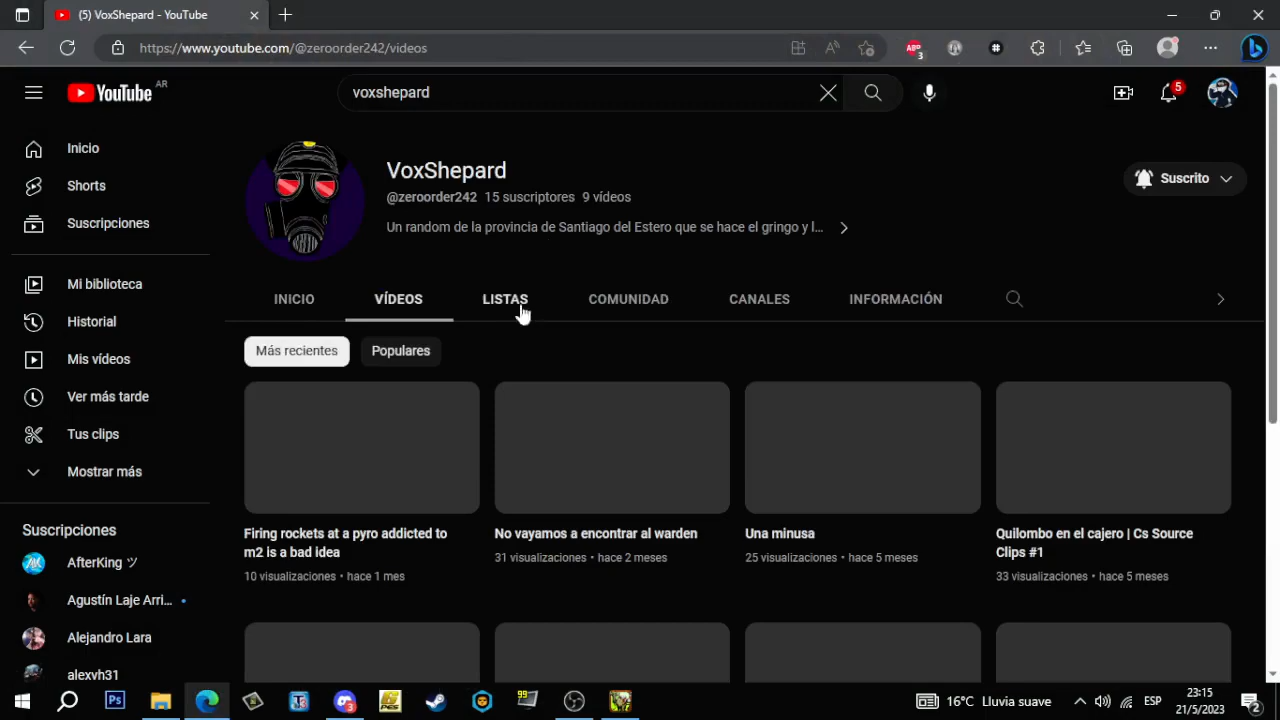 (5) VoxShepard - YouTube
https://www.youtube.com/@zeroorder242/videos
ABP
3
YouTube AR
voxshepard
5
Inicio
Shorts
Suscripciones
Mi biblioteca
Historial
Mis vídeos
Ver más tarde
Tus clips
Mostrar más
Suscripciones
AfterKing ツ
Agustín Laje Arri...
Alejandro Lara
alexvh31
VoxShepard
@zeroorder242 15 suscriptores 9 vídeos
Un random de la provincia de Santiago del Estero que se hace el gringo y l...
Suscrito
INICIO VÍDEOS LISTAS COMUNIDAD CANALES INFORMACIÓN
Más recientes Populares
Firing rockets at a pyro addicted to
m2 is a bad idea
10 visualizaciones • hace 1 mes
No vayamos a encontrar al warden
31 visualizaciones • hace 2 meses
Una minusa
25 visualizaciones • hace 5 meses
Quilombo en el cajero | Cs Source
Clips #1
33 visualizaciones • hace 5 meses
Ps
99
16°C Lluvia suave
ESP
23:15
21/5/2023
2